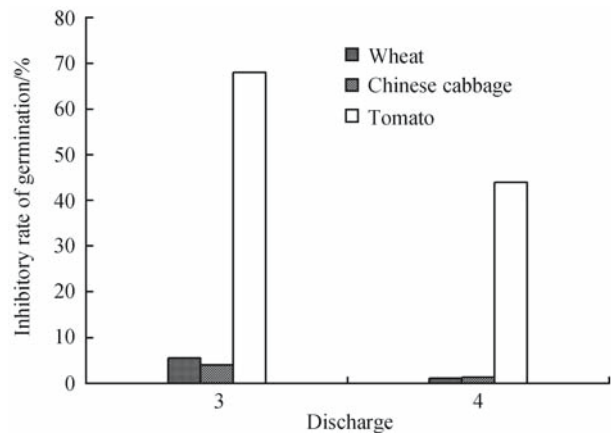 80
70
60
50
40
30
20
10
0
Inhibitory rate of germination/%
Wheat
Chinese cabbage
Tomato
3
4
Discharge